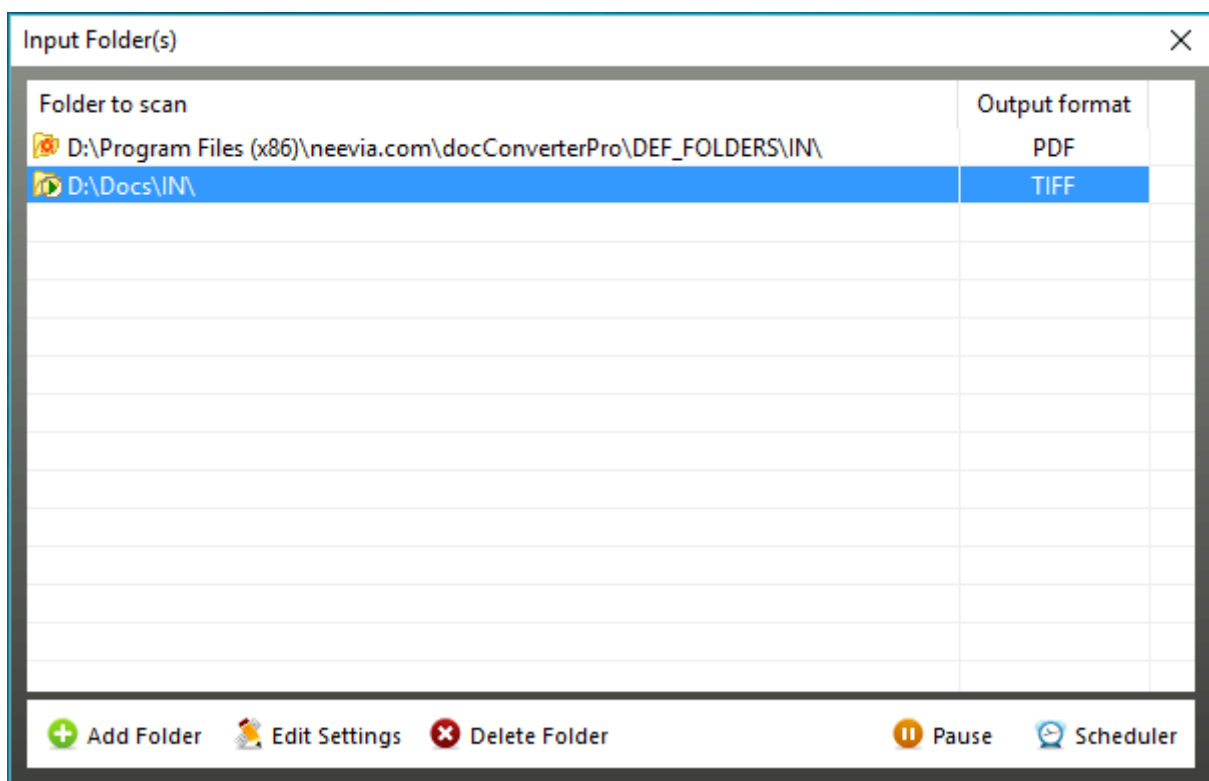 Input Folder(s)
Folder to scan Output format
D:\Program Files (x86)\neevia.com\docConverterPro\DEF_FOLDERS\IN\ PDF
D:\Docs\IN\ TIFF
Add Folder Edit Settings Delete Folder Pause Scheduler